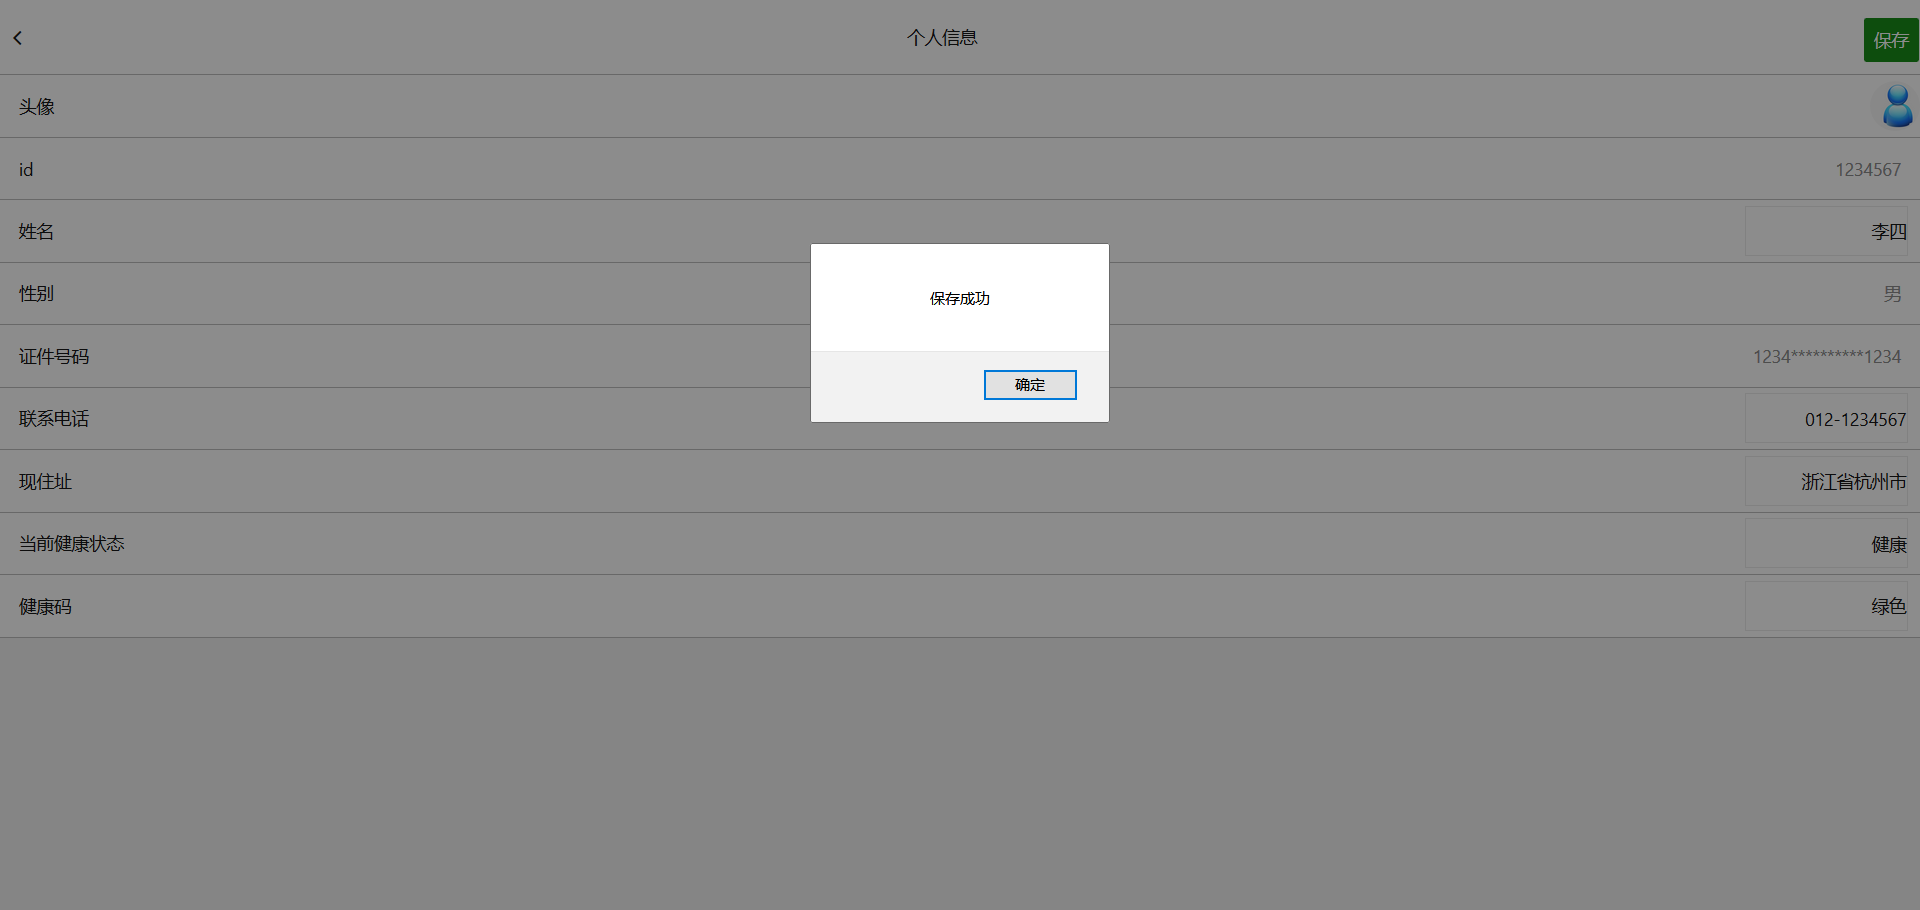 个人信息
保存
头像
id
1234567
姓名
李四
性别
男
证件号码
1234**********1234
联系电话
012-1234567
现住址
浙江省杭州市
当前健康状态
健康
健康码
绿色
保存成功
确定